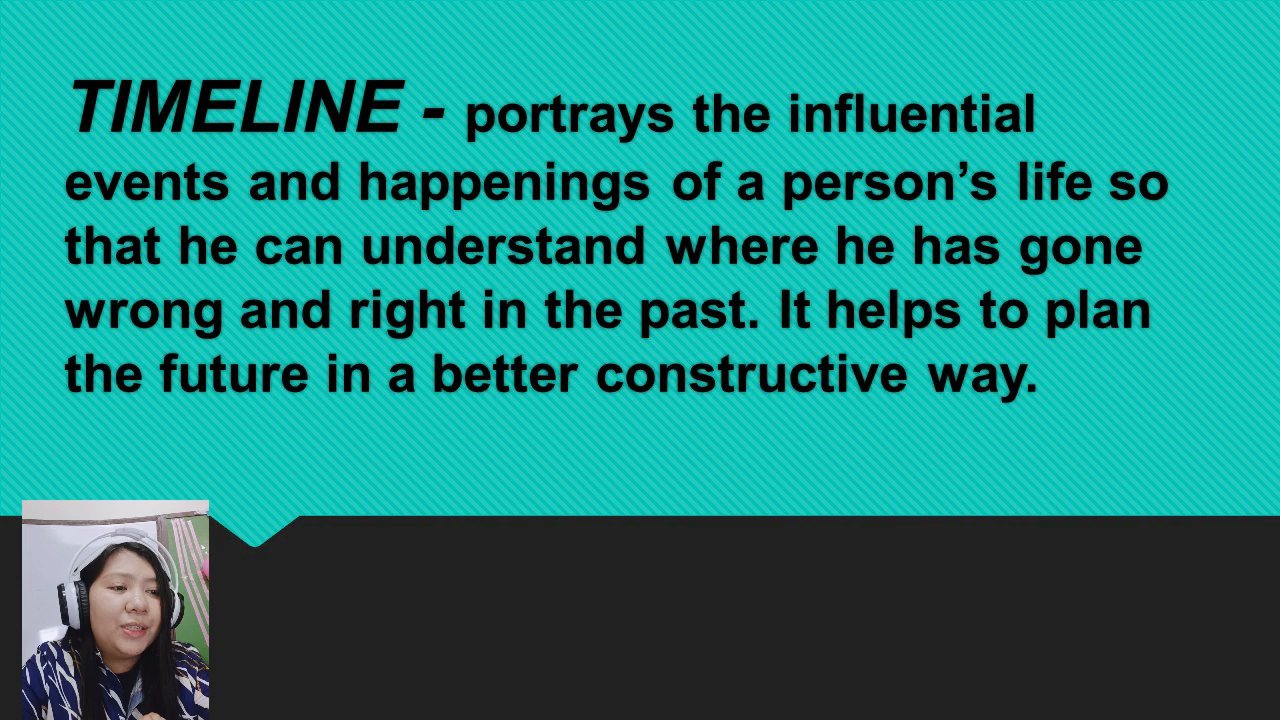 TIMELINE - portrays the influential
events and happenings of a person’s life so
that he can understand where he has gone
wrong and right in the past. It helps to plan
the future in a better constructive way.